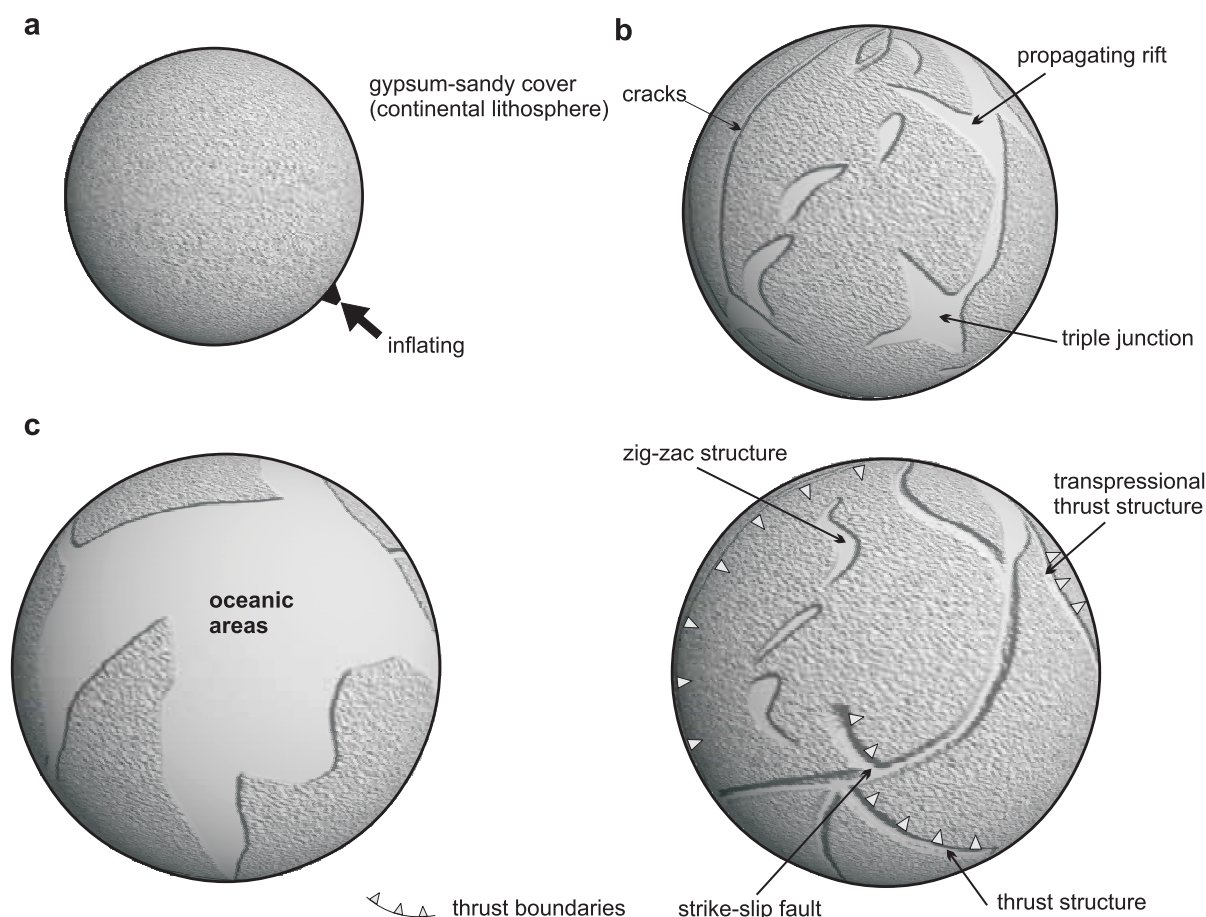 a
gypsum-sandy cover
(continental lithosphere)
inflating
b
propagating rift
cracks
triple junction
c
oceanic
areas
zig-zac structure
transpressional
thrust structure
thrust boundaries
strike-slip fault
thrust structure